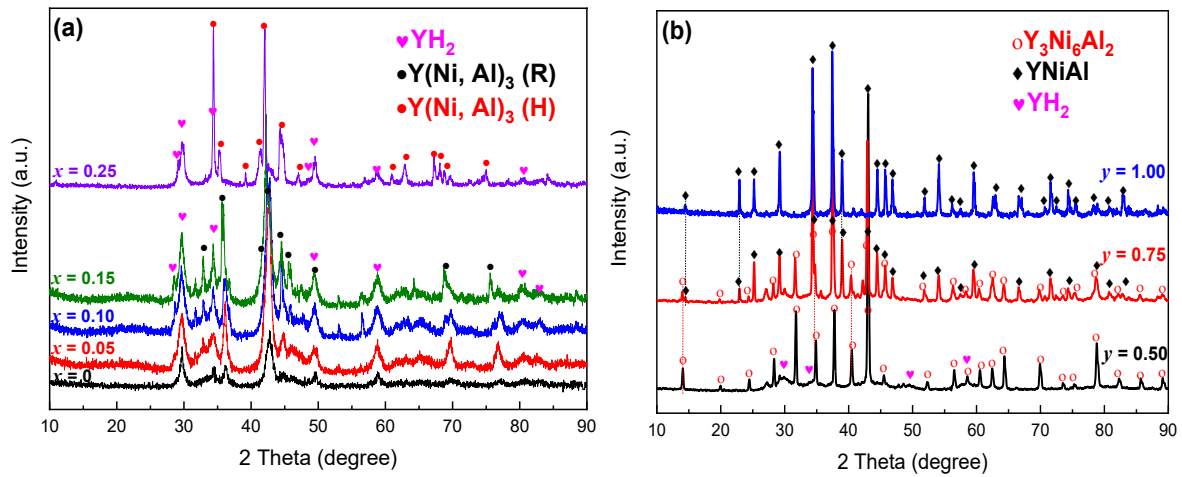 (a)
YH₂
Y(Ni, Al)₃ (R)
Y(Ni, Al)₃ (H)
x = 0.25
x = 0.15
x = 0.10
x = 0.05
x = 0
Intensity (a.u.)
10 20 30 40 50 60 70 80 90
2 Theta (degree)
(b)
Y₃Ni₆Al₂
YNiAl
YH₂
y = 1.00
y = 0.75
y = 0.50
Intensity (a.u.)
10 20 30 40 50 60 70 80 90
2 Theta (degree)